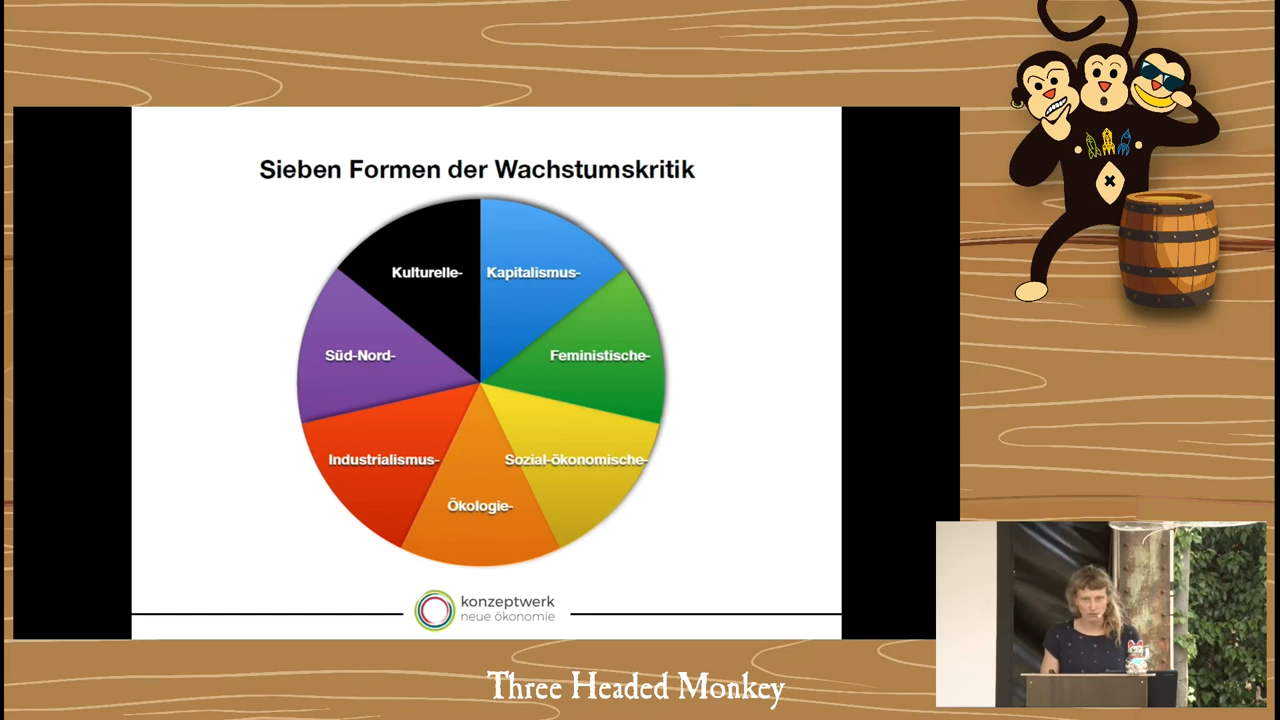 Sieben Formen der Wachstumskritik
Kulturelle-
Kapitalismus-
Süd-Nord-
Feministische-
Industrialismus-
Sozial-ökonomische-
Ökologie-
konzeptwerk
neue ökonomie
Three Headed Monkey